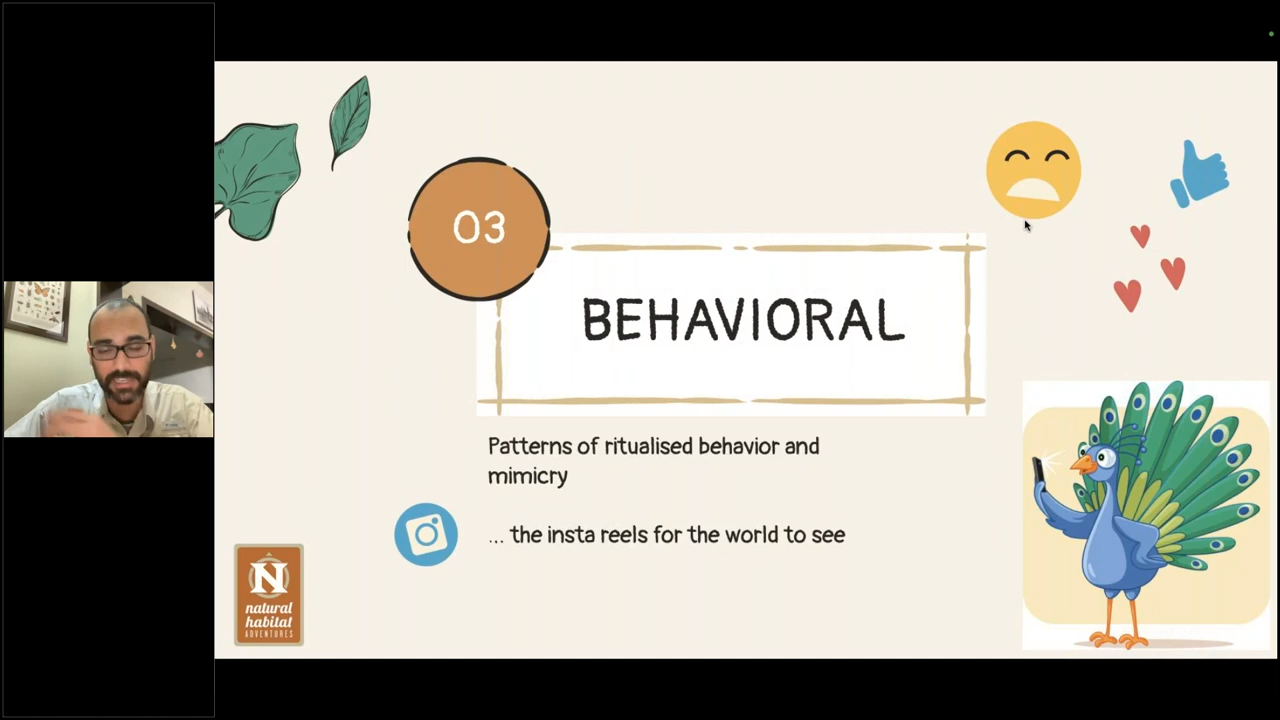 03
BEHAVIORAL
Patterns of ritualised behavior and
mimicry
... the insta reels for the world to see
N
natural
habitat
ADVENTURES